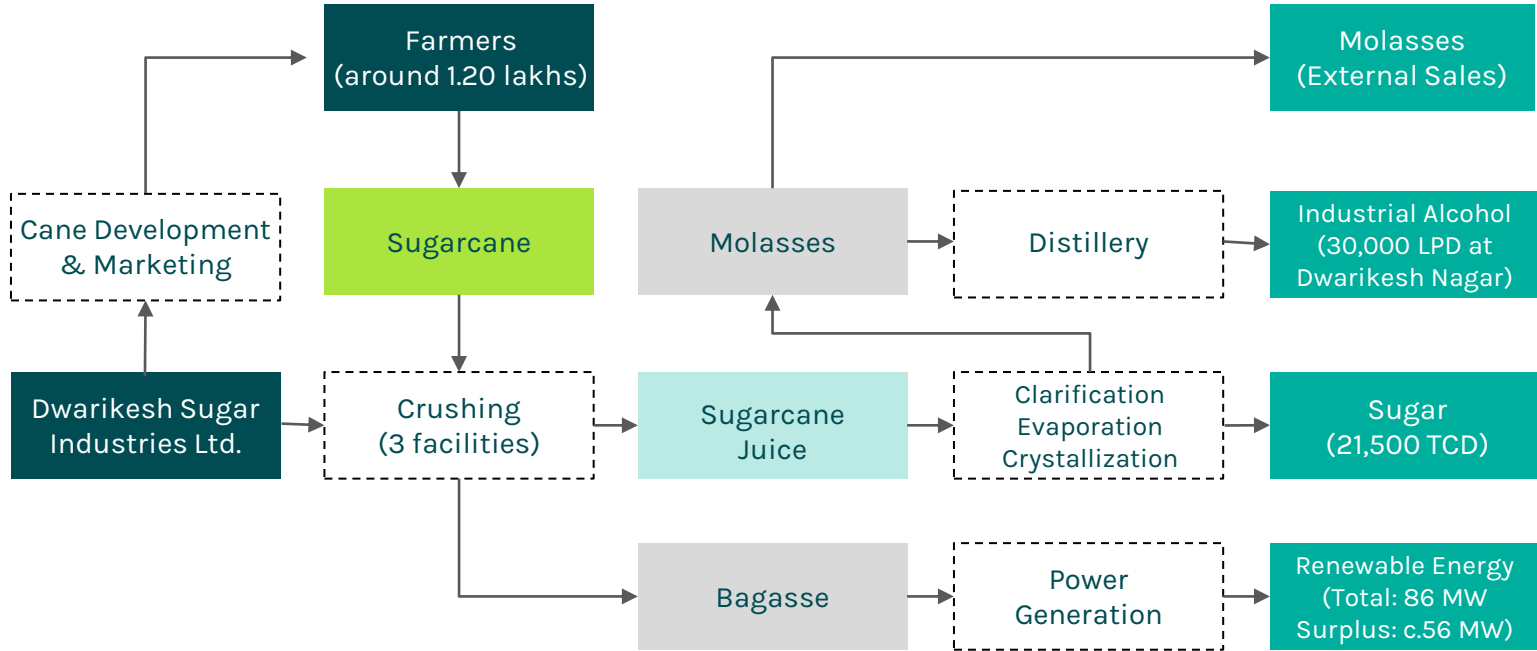 Farmers
(around 1.20 lakhs)
Molasses
(External Sales)
Cane Development
& Marketing
Sugarcane
Molasses
Distillery
Industrial Alcohol
(30,000 LPD at
Dwarikesh Nagar)
Dwarikesh Sugar
Industries Ltd.
Crushing
(3 facilities)
Sugarcane
Juice
Clarification
Evaporation
Crystallization
Sugar
(21,500 TCD)
Bagasse
Power
Generation
Renewable Energy
(Total: 86 MW
Surplus: c.56 MW)